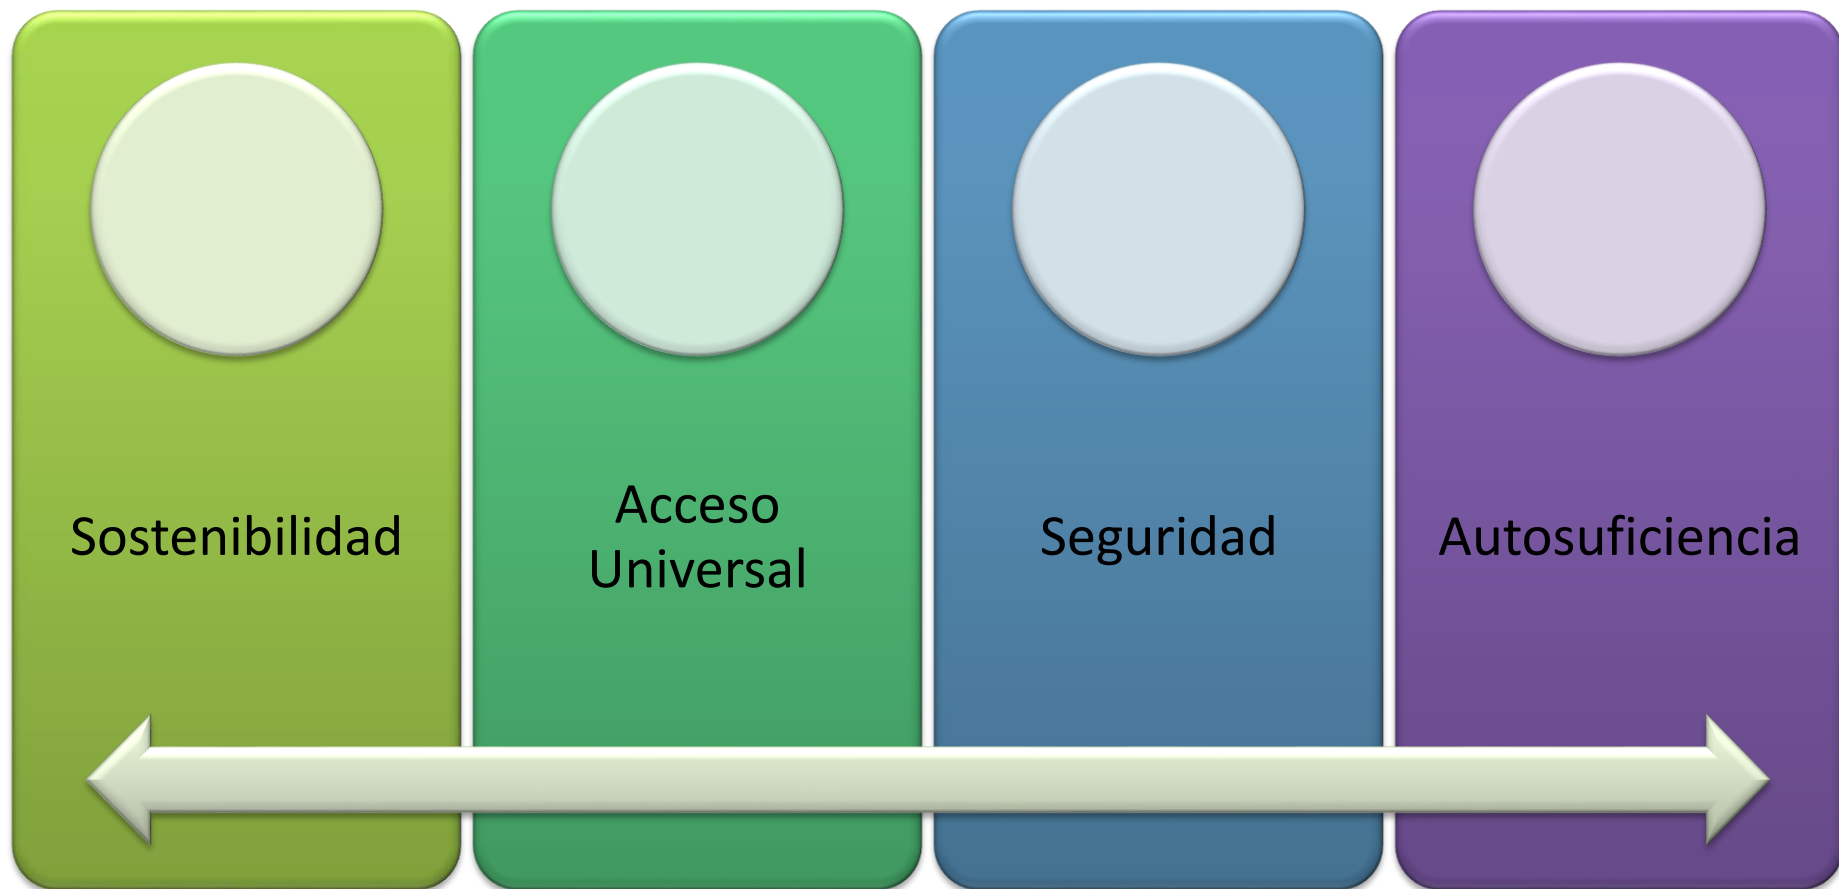 Sostenibilidad
Acceso
Universal
Seguridad
Autosuficiencia